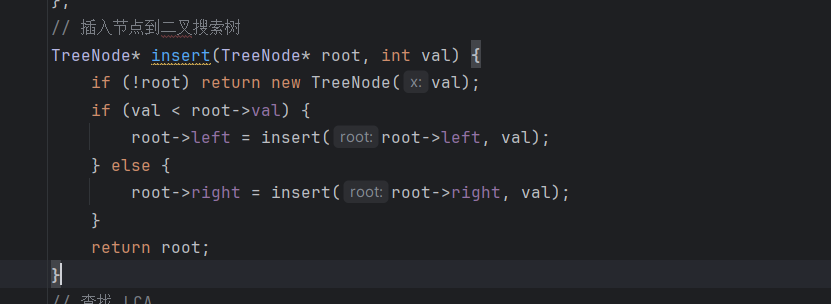 };
// 插入节点到二叉搜索树
TreeNode* insert(TreeNode* root, int val) {
if (!root) return new TreeNode(x: val);
if (val < root->val) {
root->left = insert(root: root->left, val);
} else {
root->right = insert(root: root->right, val);
}
return root;
}
// 查找 LCA